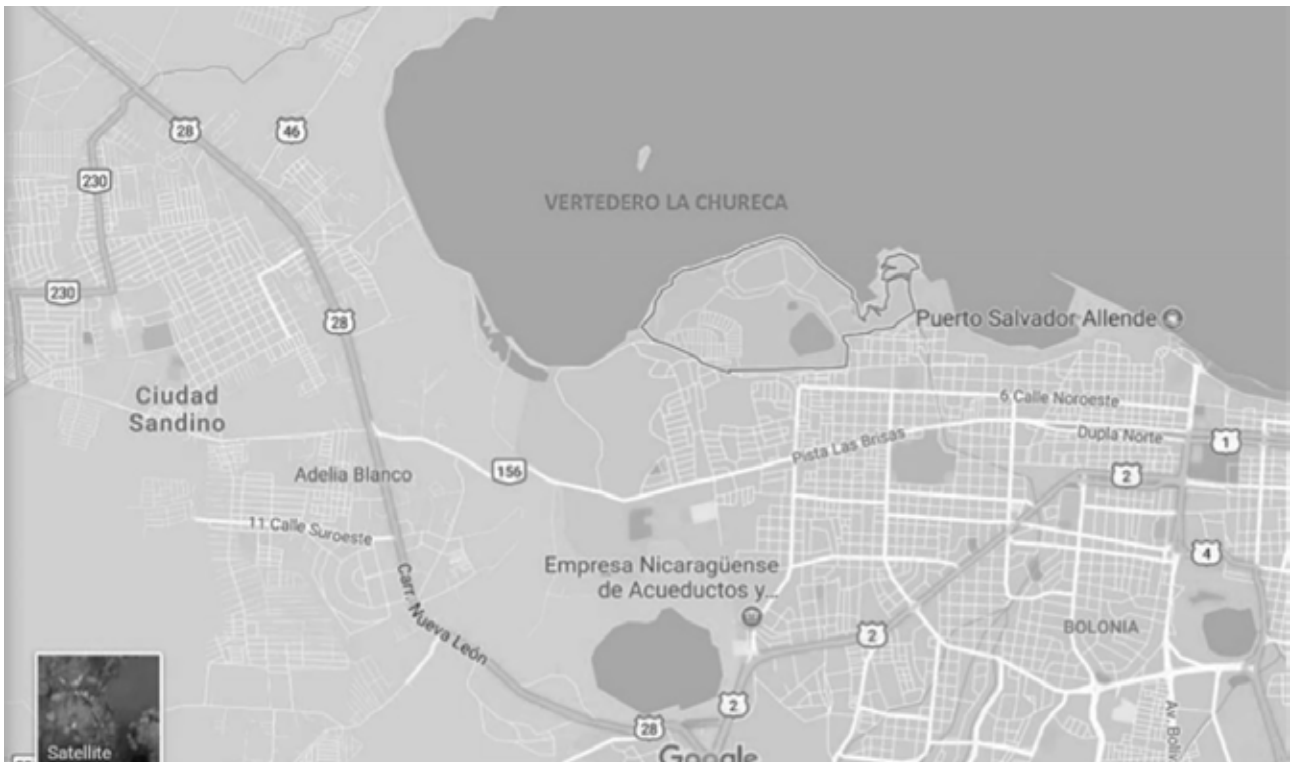 28
46
230
VERTEDERO LA CHURECA
230
28
Puerto Salvador Allende
Ciudad
Sandino
6 Calle Noroeste
Pista Las Brisas
Dupla Norte
1
156
2
Adelia Blanco
11 Calle Suroeste
Empresa Nicaragüense
de Acueductos y...
4
Carr. Nueva León
2
BOLONIA
2
28
Av. Boliv
Satellite
Google